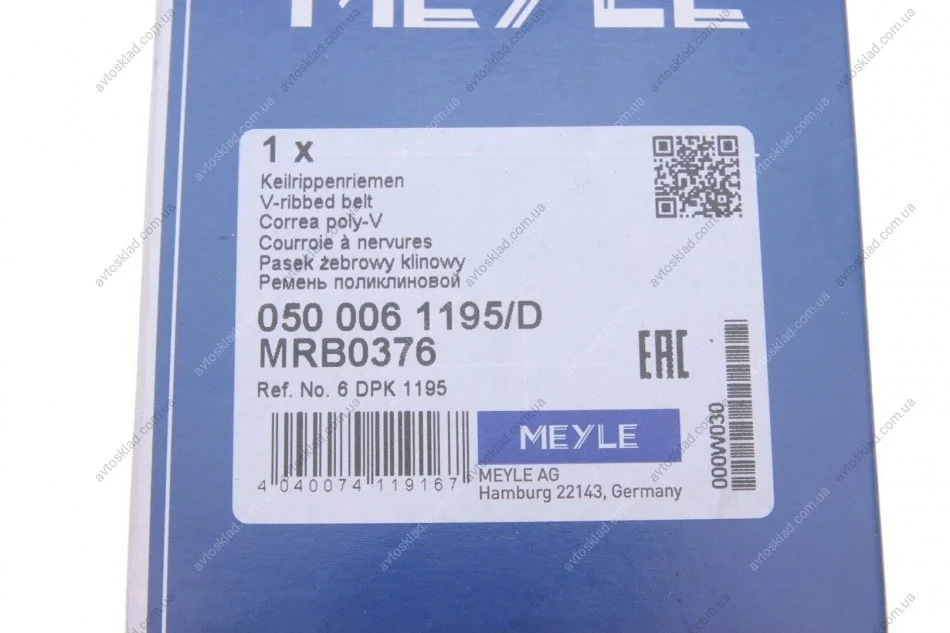 MEYLE
1 x
Keilrippenriemen
V-ribbed belt
Correa poly-V
Courroie à nervures
Pasek żebrowy klinowy
Ремень поликлиновой
050 006 1195/D
MRB0376
Ref. No. 6 DPK 1195
EAC
000W030
4 040074 119167
MEYLE
MEYLE AG
Hamburg 22143, Germany
avtosklad.com.ua